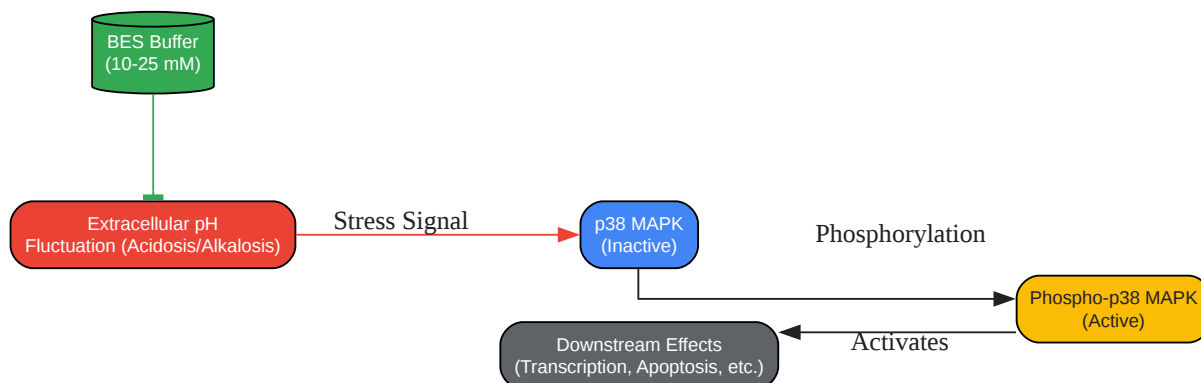 BES Buffer
(10-25 mM)
Extracellular pH
Fluctuation (Acidosis/Alkalosis)
Stress Signal
p38 MAPK
(Inactive)
Phosphorylation
Phospho-p38 MAPK
(Active)
Activates
Downstream Effects
(Transcription, Apoptosis, etc.)